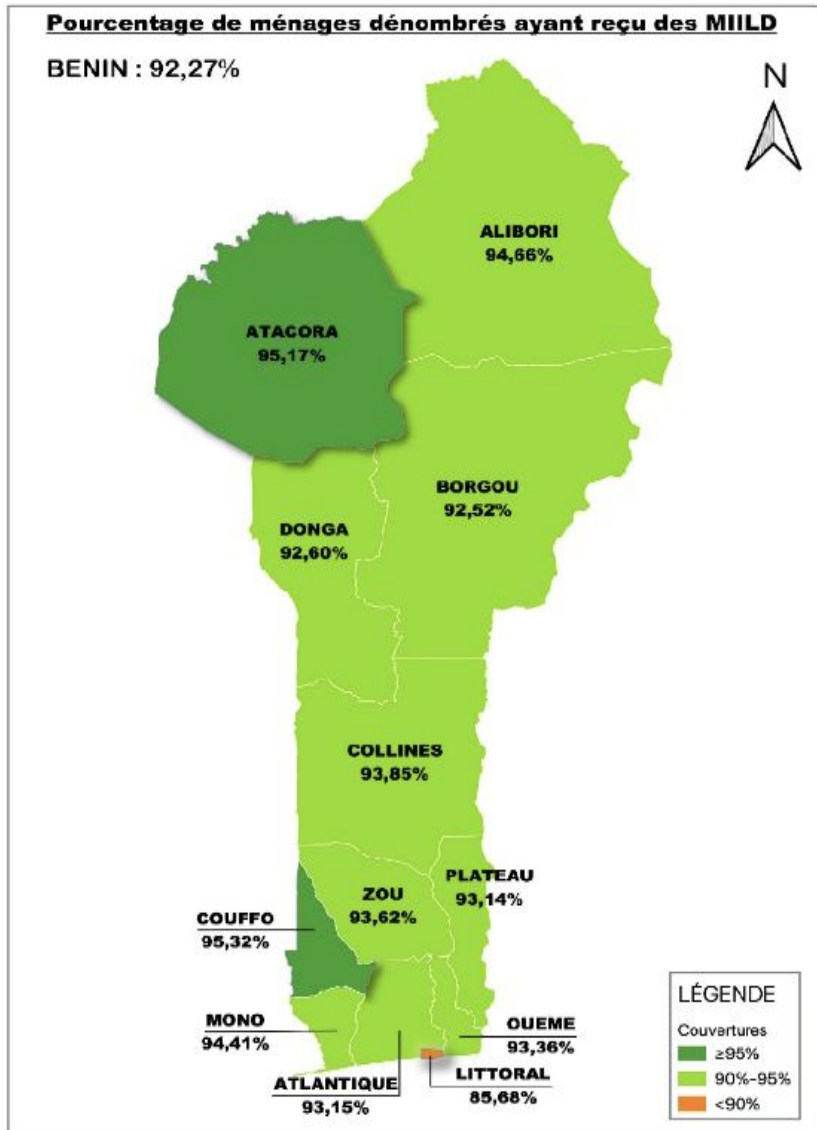 Pourcentage de ménages dénombrés ayant reçu des MIILD
BENIN : 92,27%
N
ALIBORI
94,66%
ATACORA
95,17%
BORGOU
92,52%
DONGA
92,60%
COLLINES
93,85%
PLATEAU
93,14%
ZOU
93,62%
COUFFO
95,32%
MONO
94,41%
OUEME
93,36%
ATLANTIQUE
93,15%
LITTORAL
85,68%
LÉGENDE
Couvertures
≥95%
90%-95%
<90%